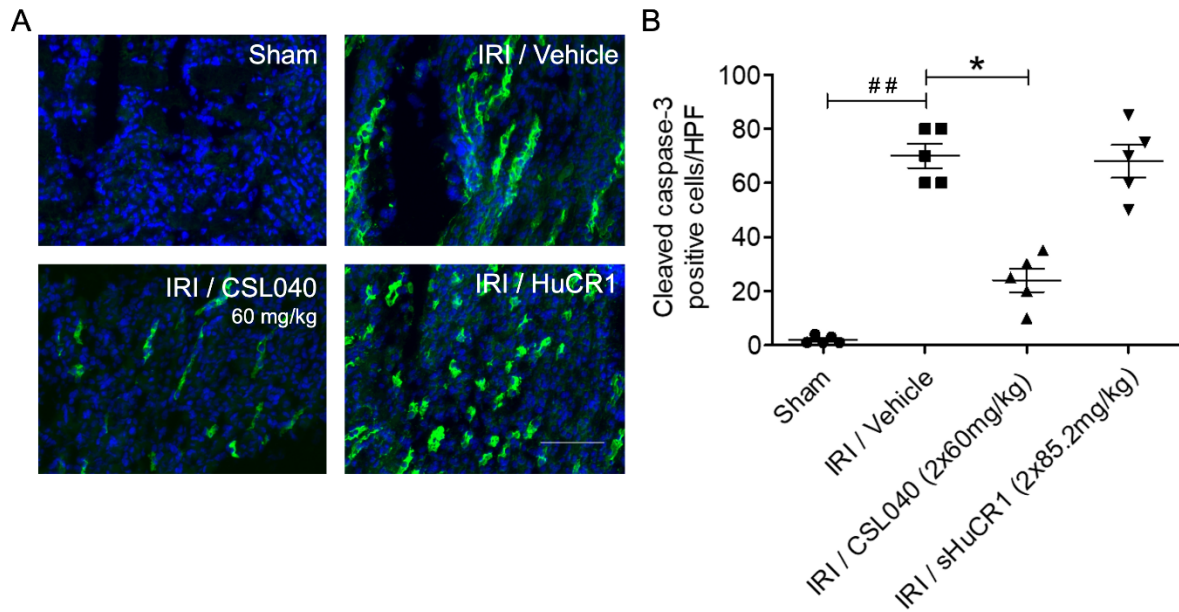 A
Sham
IRI / Vehicle
IRI / CSL040
60 mg/kg
IRI / HuCR1
B
Cleaved caspase-3
positive cells/HPF
100
80
60
40
20
0
##
*
Sham
IRI / Vehicle
IRI / CSL040 (2x60mg/kg)
IRI / sHuCR1 (2x85.2mg/kg)